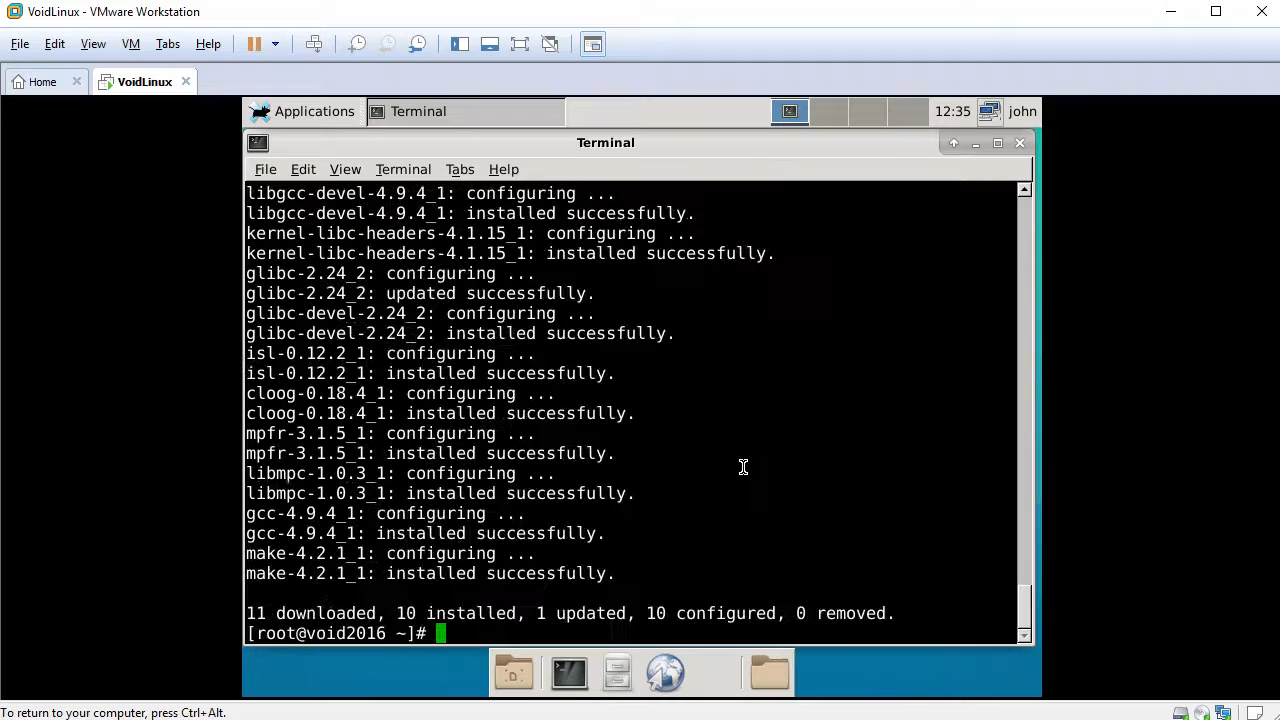 VoidLinux - VMware Workstation
File Edit View VM Tabs Help
Home VoidLinux
Applications Terminal 12:35 john
Terminal
File Edit View Terminal Tabs Help
libgcc-devel-4.9.4_1: configuring ...
libgcc-devel-4.9.4_1: installed successfully.
kernel-libc-headers-4.1.15_1: configuring ...
kernel-libc-headers-4.1.15_1: installed successfully.
glibc-2.24_2: configuring ...
glibc-2.24_2: updated successfully.
glibc-devel-2.24_2: configuring ...
glibc-devel-2.24_2: installed successfully.
isl-0.12.2_1: configuring ...
isl-0.12.2_1: installed successfully.
cloog-0.18.4_1: configuring ...
cloog-0.18.4_1: installed successfully.
mpfr-3.1.5_1: configuring ...
mpfr-3.1.5_1: installed successfully.
libmpc-1.0.3_1: configuring ...
libmpc-1.0.3_1: installed successfully.
gcc-4.9.4_1: configuring ...
gcc-4.9.4_1: installed successfully.
make-4.2.1_1: configuring ...
make-4.2.1_1: installed successfully.
11 downloaded, 10 installed, 1 updated, 10 configured, 0 removed.
[root@void2016 ~]#
To return to your computer, press Ctrl+Alt.